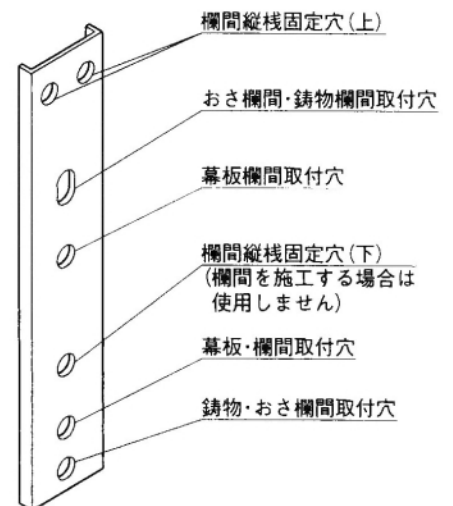 欄間縦桟固定穴(上)
おさ欄間・鋳物欄間取付穴
幕板欄間取付穴
欄間縦桟固定穴(下)
(欄間を施工する場合は
使用しません)
幕板・欄間取付穴
鋳物・おさ欄間取付穴